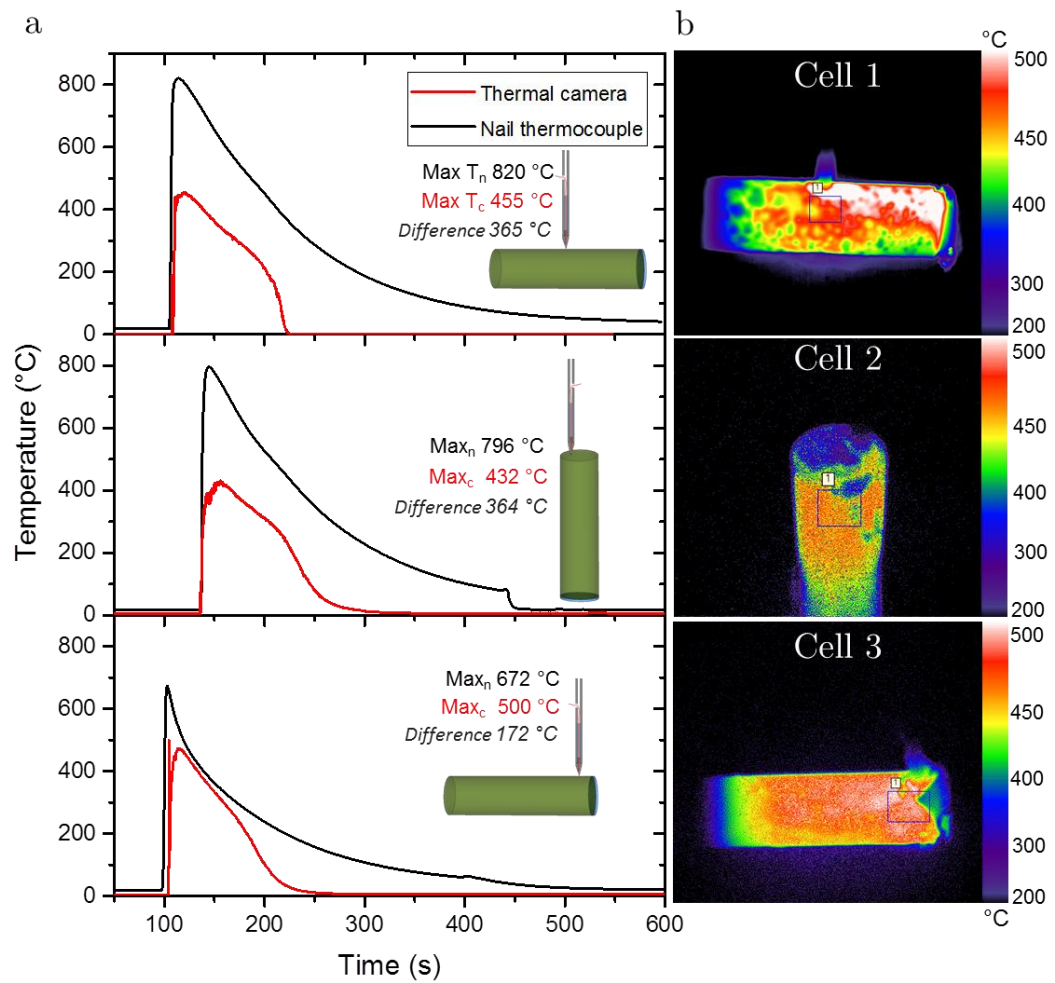 a
b
Temperature (°C)
800
600
400
200
0
Thermal camera
Nail thermocouple
Max Tn 820 °C
Max Tc 455 °C
Difference 365 °C
800
600
400
200
0
Maxn 796 °C
Maxc 432 °C
Difference 364 °C
800
600
400
200
0
Maxn 672 °C
Maxc 500 °C
Difference 172 °C
100 200 300 400 500 600
Time (s)
°C
Cell 1
1
500
450
400
300
200
Cell 2
1
500
450
400
300
200
Cell 3
1
500
450
400
300
200
°C